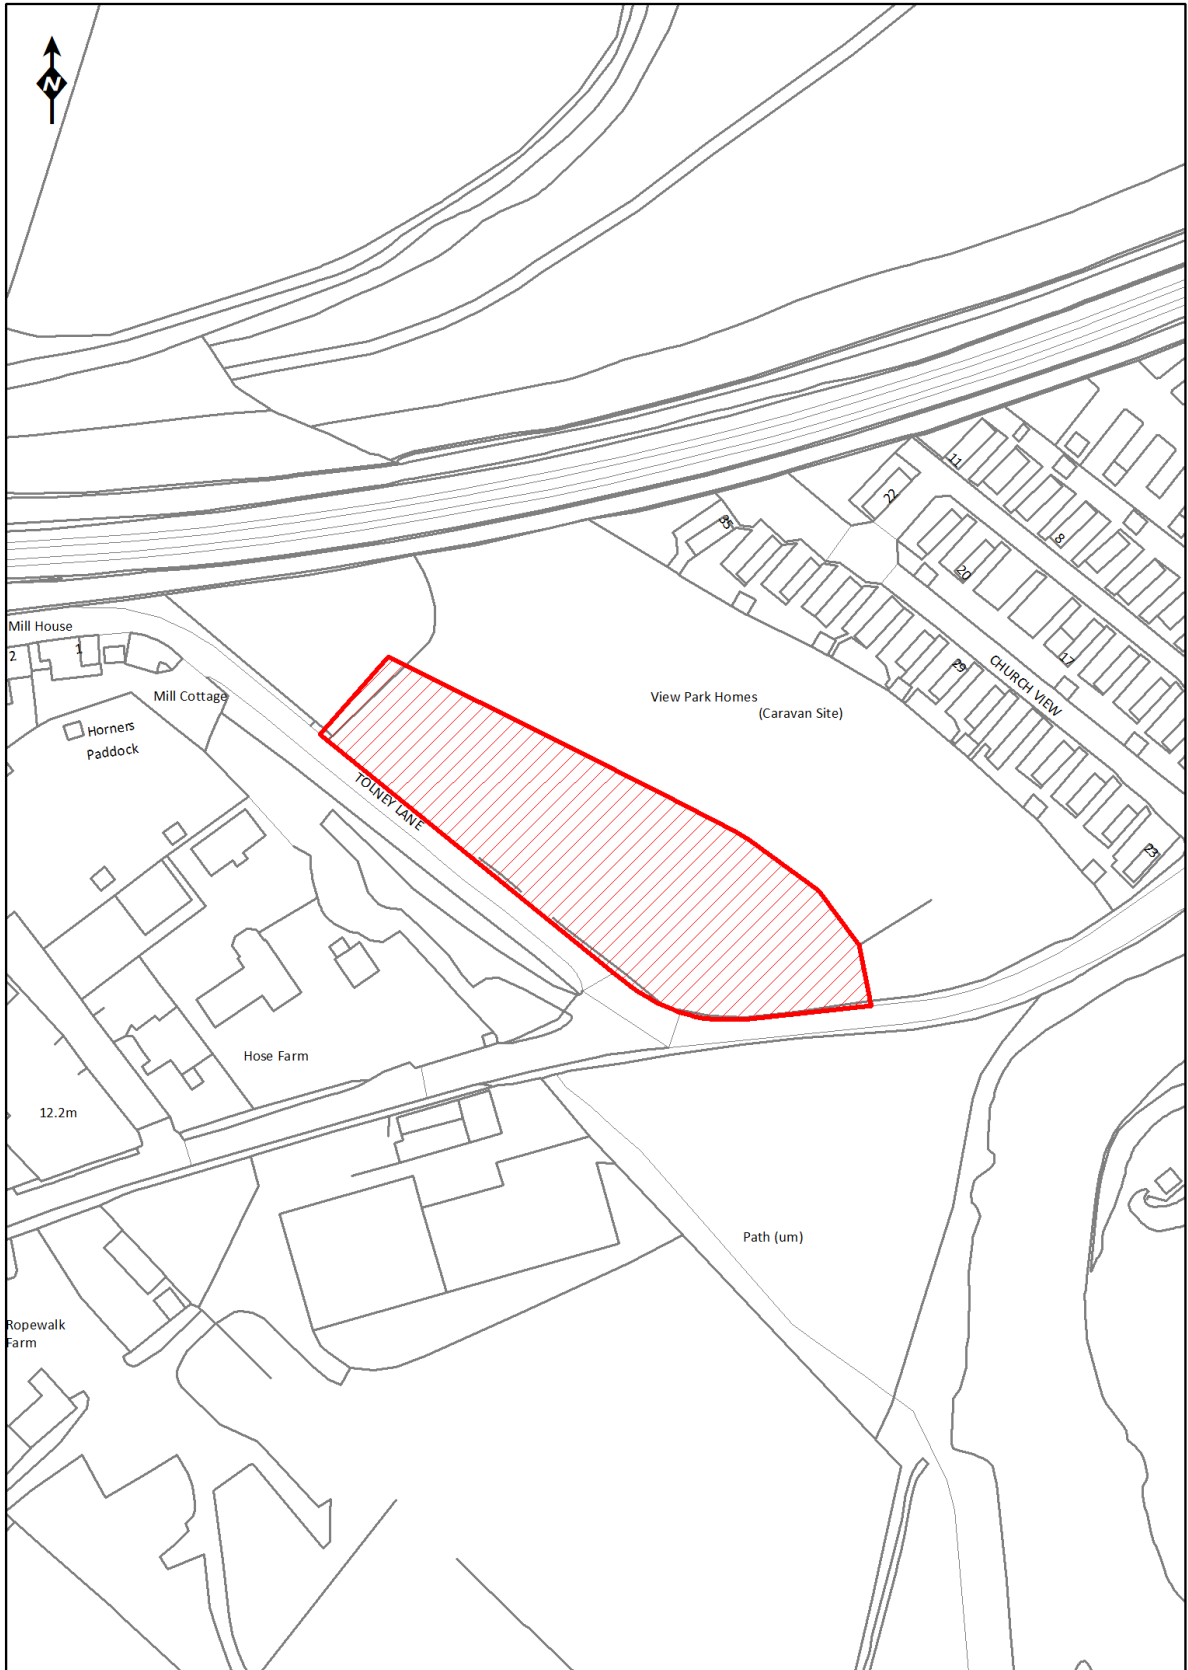 N
11
22
35
8
20
Mill House
2
1
17
29
CHURCH VIEW
Mill Cottage
View Park Homes
(Caravan Site)
Horners
Paddock
TOLNEY LANE
23
Hose Farm
12.2m
Path (um)
Ropewalk
Farm